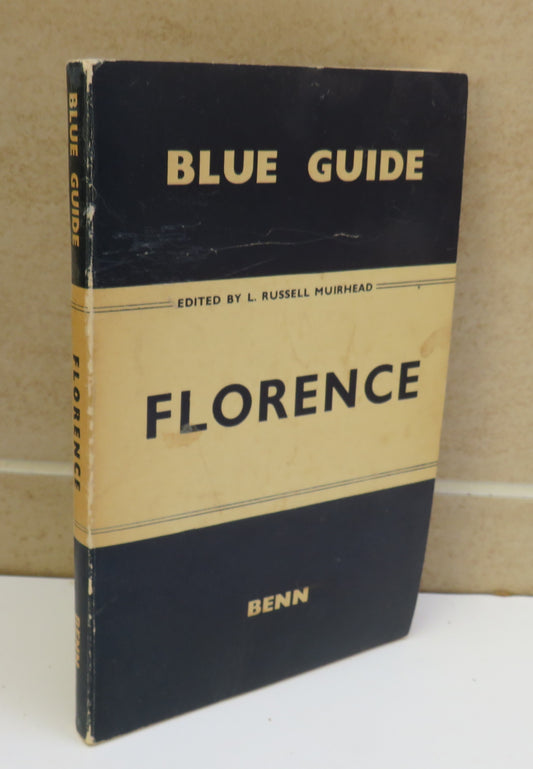 BLUE GUIDE
EDITED BY L. RUSSELL MUIRHEAD
FLORENCE
BENN
BLUE GUIDE
FLORENCE
BENN